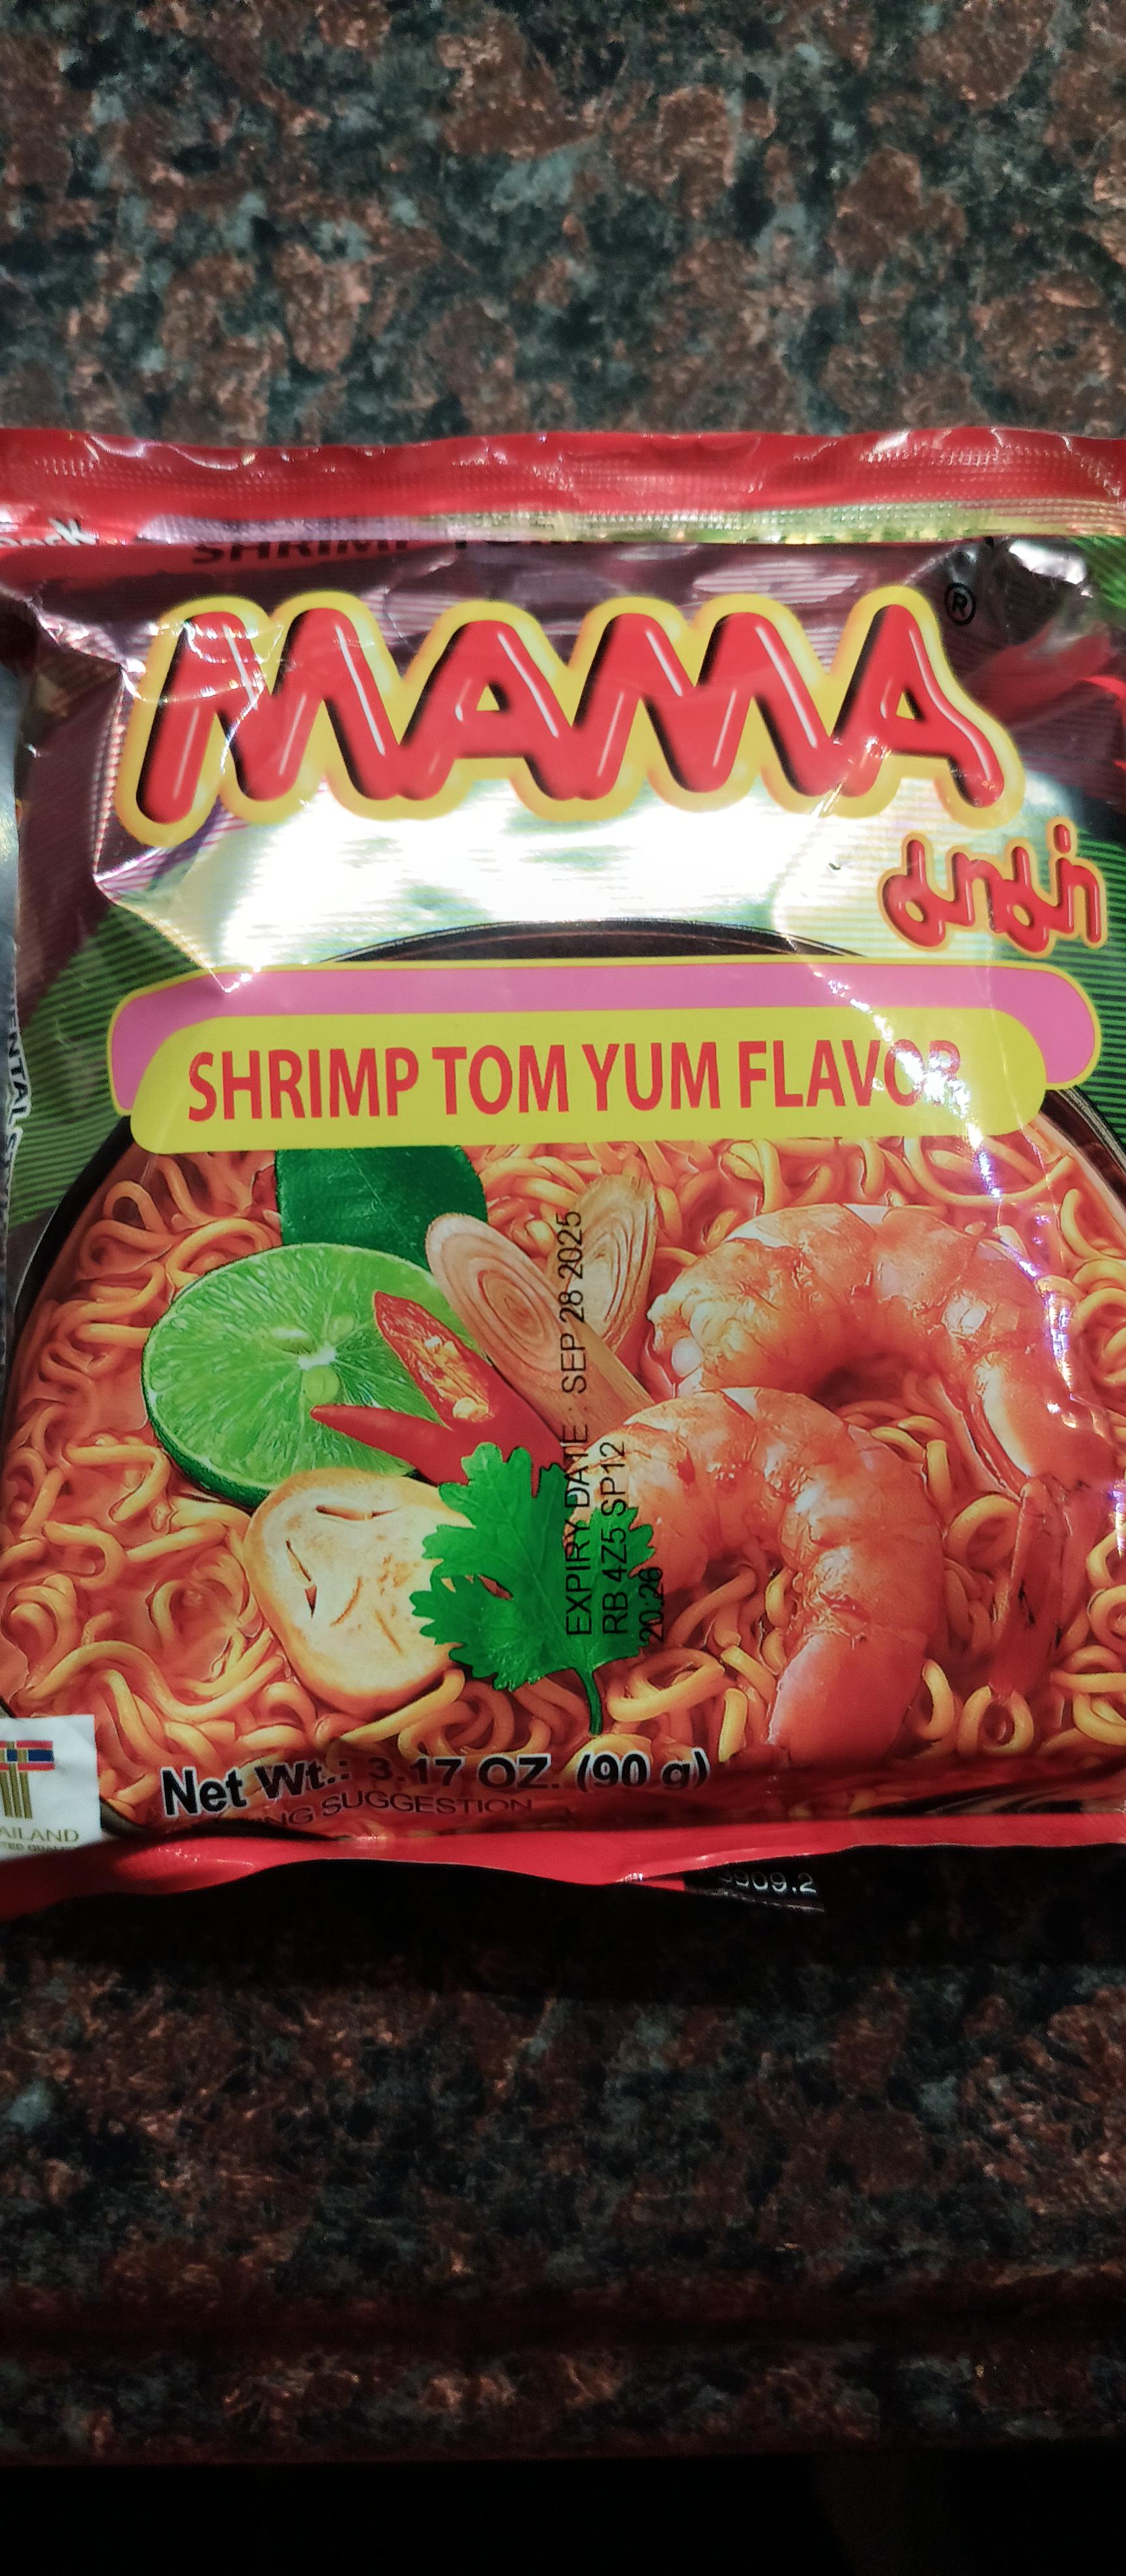 MAMA®
มาม่า
SHRIMP TOM YUM FLAVOR
EXPIRY DATE : SEP 28 2025
RB 4Z5 SP12
20:26
Net Wt.: 3.17 OZ. (90 g)
SUGGESTION